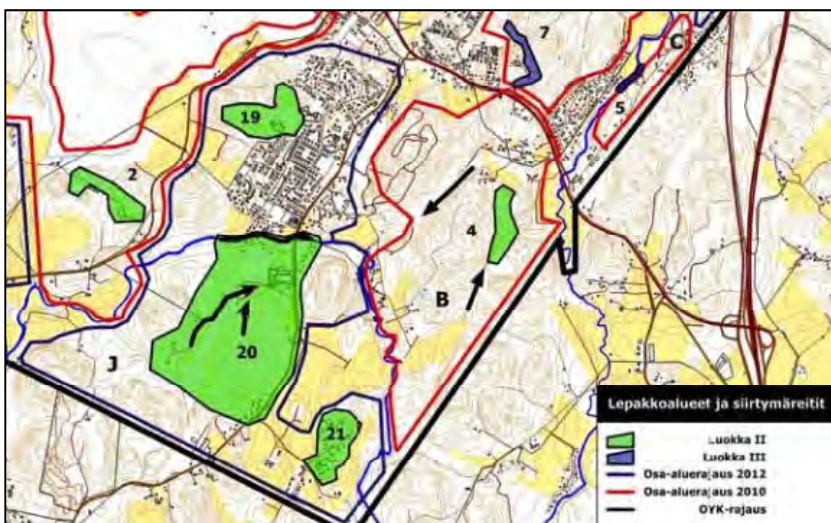 7
C
19
5
2
4
B
20
J
21
Lepakkoalueet ja siirtymäreitit
Luokka II
Luokka III
Osa-aluerajaus 2012
Osa-aluerajaus 2010
OYK-rajaus